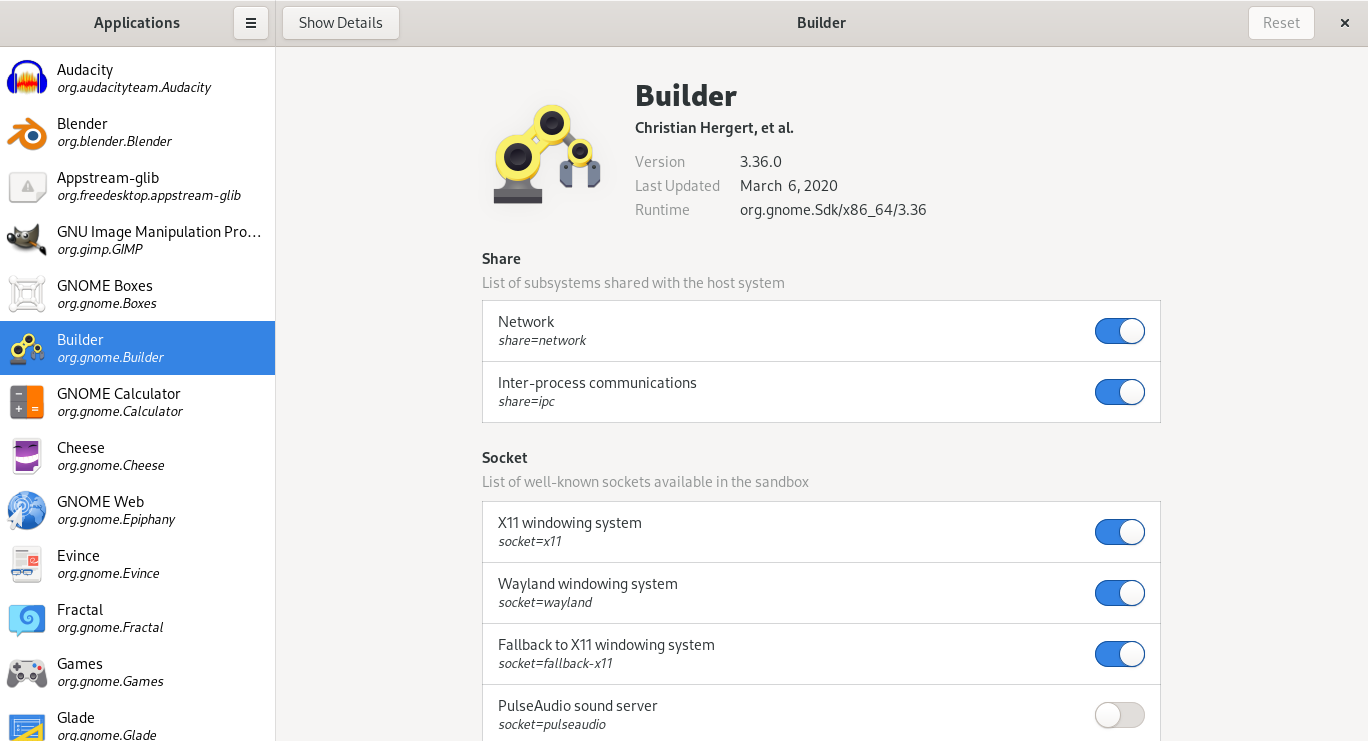 Applications
Show Details
Builder
Reset
Audacity
org.audacityteam.Audacity
Blender
org.blender.Blender
Appstream-glib
org.freedesktop.appstream-glib
GNU Image Manipulation Pro…
org.gimp.GIMP
GNOME Boxes
org.gnome.Boxes
Builder
org.gnome.Builder
GNOME Calculator
org.gnome.Calculator
Cheese
org.gnome.Cheese
GNOME Web
org.gnome.Epiphany
Evince
org.gnome.Evince
Fractal
org.gnome.Fractal
Games
org.gnome.Games
Glade
org.gnome.Glade
Builder
Christian Hergert, et al.
Version 3.36.0
Last Updated March 6, 2020
Runtime org.gnome.Sdk/x86_64/3.36
Share
List of subsystems shared with the host system
Network
share=network
Inter-process communications
share=ipc
Socket
List of well-known sockets available in the sandbox
X11 windowing system
socket=x11
Wayland windowing system
socket=wayland
Fallback to X11 windowing system
socket=fallback-x11
PulseAudio sound server
socket=pulseaudio